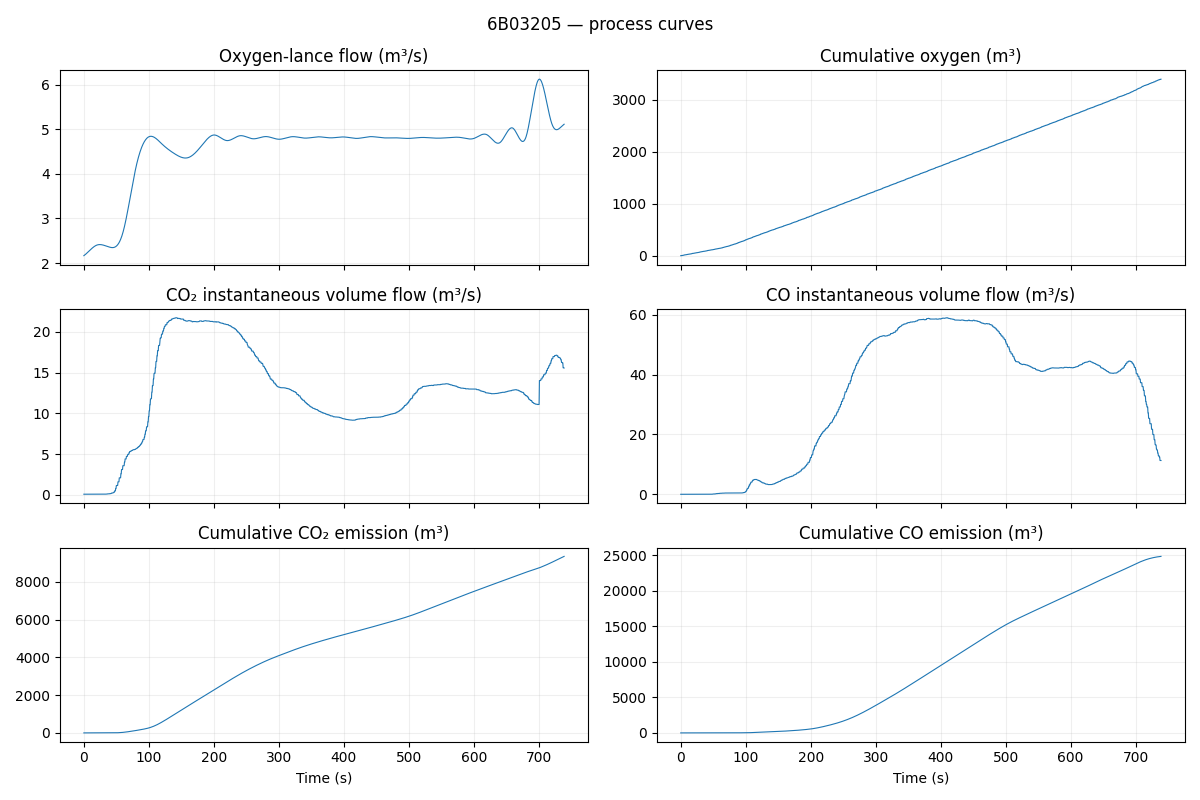 6B03205 — process curves
Oxygen-lance flow (m³/s)
6
5
4
3
2
Cumulative oxygen (m³)
3000
2000
1000
0
CO₂ instantaneous volume flow (m³/s)
20
15
10
5
0
CO instantaneous volume flow (m³/s)
60
40
20
0
Cumulative CO₂ emission (m³)
8000
6000
4000
2000
0
0 100 200 300 400 500 600 700
Time (s)
Cumulative CO emission (m³)
25000
20000
15000
10000
5000
0
0 100 200 300 400 500 600 700
Time (s)